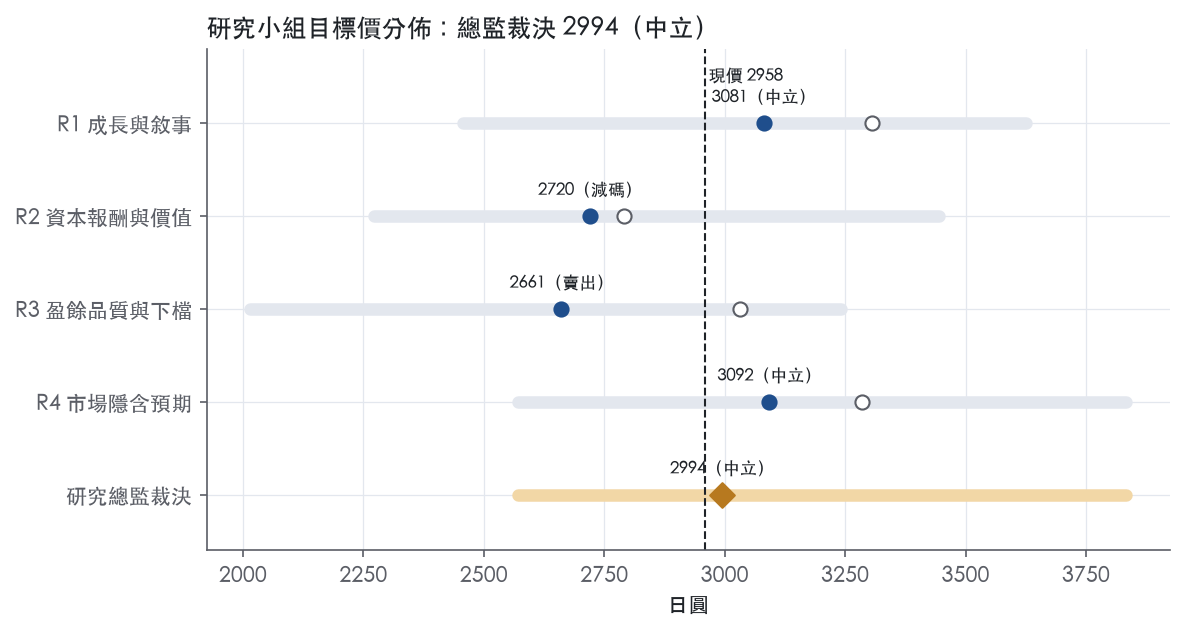 研究小組目標價分佈：總監裁決 2994（中立）
現價 2958
3081（中立）
R1 成長與敘事
2720（減碼）
R2 資本報酬與價值
2661（賣出）
R3 盈餘品質與下檔
3092（中立）
R4 市場隱含預期
2994（中立）
研究總監裁決
2000 2250 2500 2750 3000 3250 3500 3750
日圓